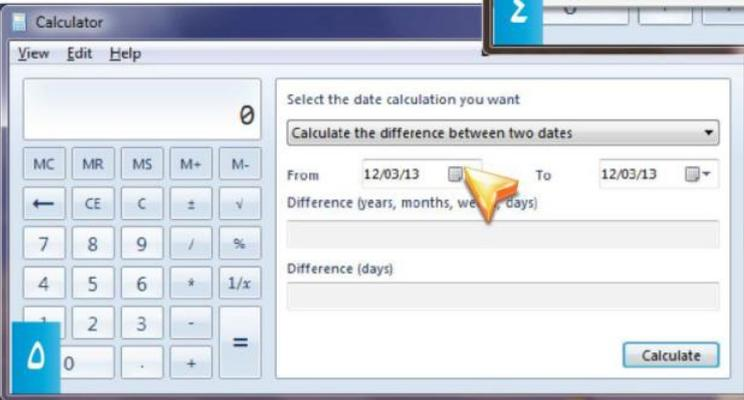 ٤
Calculator
View Edit Help
0
Select the date calculation you want
Calculate the difference between two dates
MC MR MS M+ M-
From 12/03/13 To 12/03/13
← CE C ± √
Difference (years, months, days)
7 8 9 / %
Difference (days)
4 5 6 * 1/x
2 3 - =
0 . +
Calculate
۵